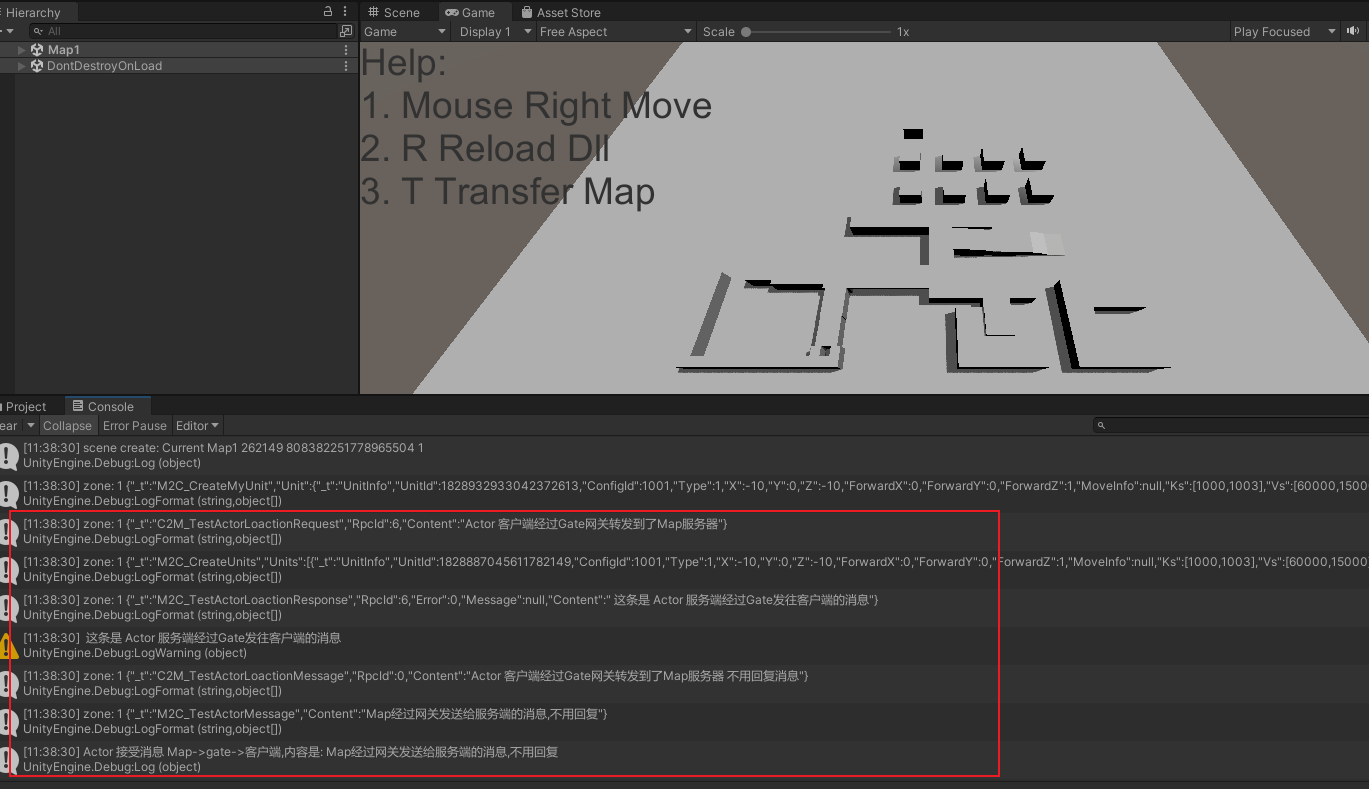 Hierarchy
Scene
Game
Asset Store
All
Game
Display 1
Free Aspect
Scale
1x
Play Focused
Map1
DontDestroyOnLoad
Help:
1. Mouse Right Move
2. R Reload Dll
3. T Transfer Map
Project
Console
ear
Collapse
Error Pause
Editor
[11:38:30] scene create: Current Map1 262149 808382251778965504 1
UnityEngine.Debug:Log (object)
[11:38:30] zone: 1 {"_t":"M2C_CreateMyUnit","Unit":{"_t":"UnitInfo","UnitId":1828932933042372613,"ConfigId":1001,"Type":1,"X":-10,"Y":0,"Z":-10,"ForwardX":0,"ForwardY":0,"ForwardZ":1,"MoveInfo":null,"Ks":[1000,1003],"Vs":[60000,1500
UnityEngine.Debug:LogFormat (string,object[])
[11:38:30] zone: 1 {"_t":"C2M_TestActorLoactionRequest","RpcId":6,"Content":"Actor 客户端经过Gate网关转发到了Map服务器"}
UnityEngine.Debug:LogFormat (string,object[])
[11:38:30] zone: 1 {"_t":"M2C_CreateUnits","Units":[{"_t":"UnitInfo","UnitId":1828887045611782149,"ConfigId":1001,"Type":1,"X":-10,"Y":0,"Z":-10,"ForwardX":0,"ForwardY":0,"ForwardZ":1,"MoveInfo":null,"Ks":[1000,1003],"Vs":[60000,15000
UnityEngine.Debug:LogFormat (string,object[])
[11:38:30] zone: 1 {"_t":"M2C_TestActorLoactionResponse","RpcId":6,"Error":0,"Message":null,"Content":" 这条是 Actor 服务端经过Gate发往客户端的消息"}
UnityEngine.Debug:LogFormat (string,object[])
[11:38:30]  这条是 Actor 服务端经过Gate发往客户端的消息
UnityEngine.Debug:LogWarning (object)
[11:38:30] zone: 1 {"_t":"C2M_TestActorLoactionMessage","RpcId":0,"Content":"Actor 客户端经过Gate网关转发到了Map服务器 不用回复消息"}
UnityEngine.Debug:LogFormat (string,object[])
[11:38:30] zone: 1 {"_t":"M2C_TestActorMessage","Content":"Map经过网关发送给服务端的消息,不用回复"}
UnityEngine.Debug:LogFormat (string,object[])
[11:38:30] Actor 接受消息 Map->gate->客户端,内容是: Map经过网关发送给服务端的消息,不用回复
UnityEngine.Debug:Log (object)